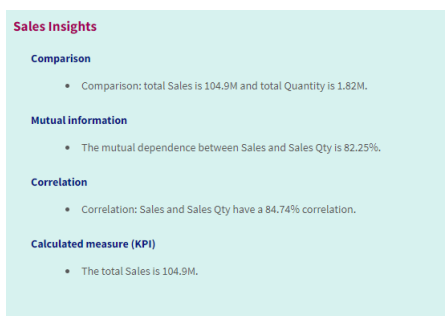 Sales Insights
Comparison
• Comparison: total Sales is 104.9M and total Quantity is 1.82M.
Mutual information
• The mutual dependence between Sales and Sales Qty is 82.25%.
Correlation
• Correlation: Sales and Sales Qty have a 84.74% correlation.
Calculated measure (KPI)
• The total Sales is 104.9M.